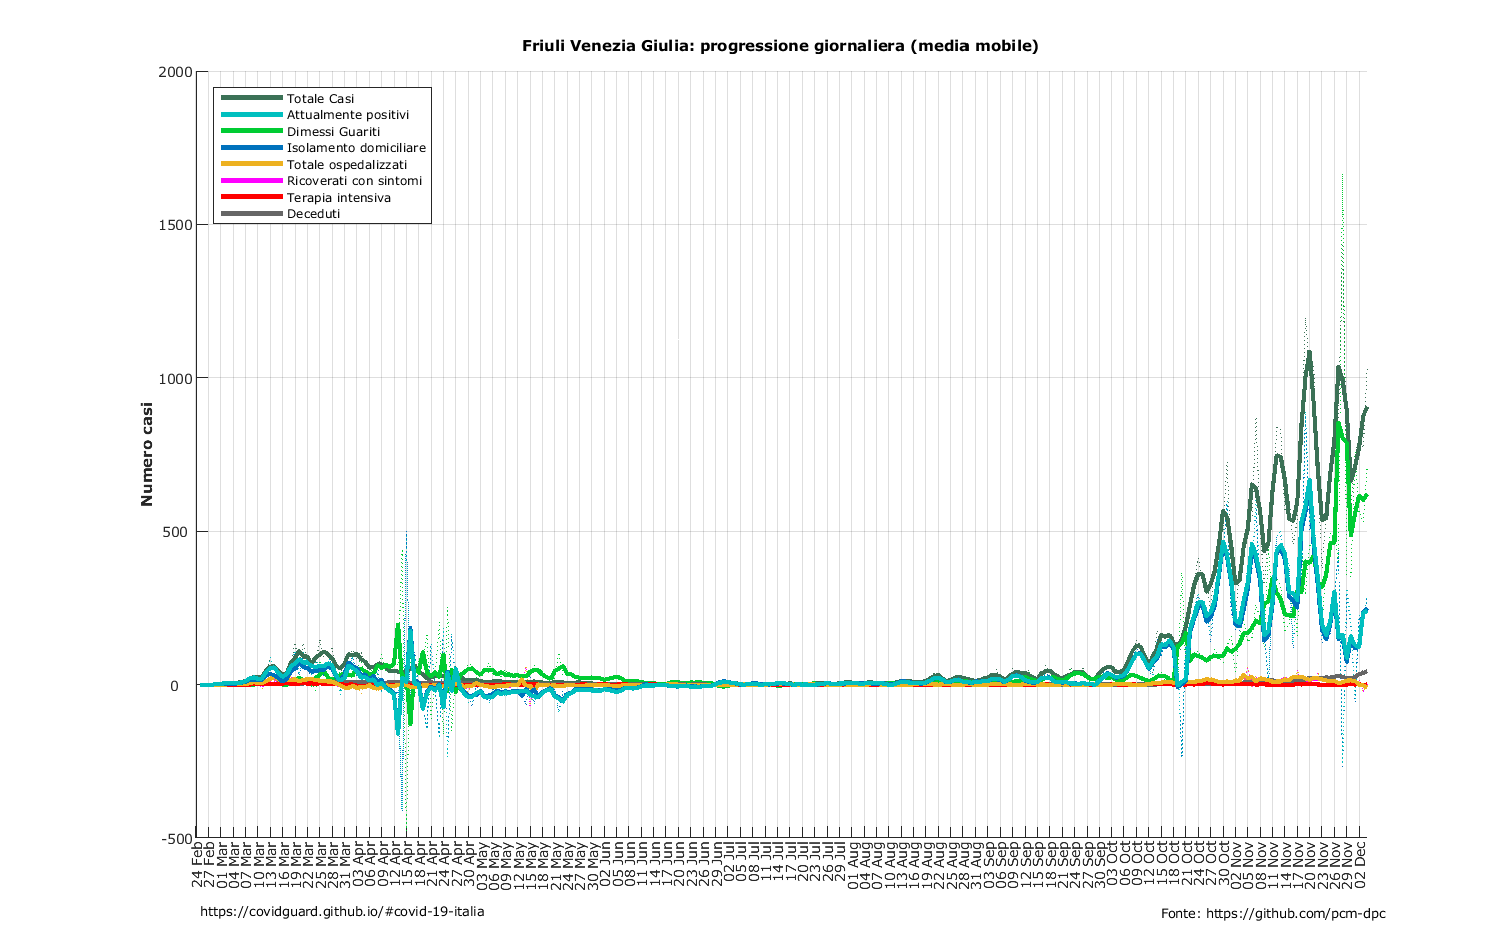 Friuli Venezia Giulia: progressione giornaliera (media mobile)
2000
1500
1000
500
0
-500
Numero casi
Totale Casi
Attualmente positivi
Dimessi Guariti
Isolamento domiciliare
Totale ospedalizzati
Ricoverati con sintomi
Terapia intensiva
Deceduti
24 Feb
27 Feb
01 Mar
04 Mar
07 Mar
10 Mar
13 Mar
16 Mar
19 Mar
22 Mar
25 Mar
28 Mar
31 Mar
03 Apr
06 Apr
09 Apr
12 Apr
15 Apr
18 Apr
21 Apr
24 Apr
27 Apr
30 Apr
03 May
06 May
09 May
12 May
15 May
18 May
21 May
24 May
27 May
30 May
02 Jun
05 Jun
08 Jun
11 Jun
14 Jun
17 Jun
20 Jun
23 Jun
26 Jun
29 Jun
02 Jul
05 Jul
08 Jul
11 Jul
14 Jul
17 Jul
20 Jul
23 Jul
26 Jul
29 Jul
01 Aug
04 Aug
07 Aug
10 Aug
13 Aug
16 Aug
19 Aug
22 Aug
25 Aug
28 Aug
31 Aug
03 Sep
06 Sep
09 Sep
12 Sep
15 Sep
18 Sep
21 Sep
24 Sep
27 Sep
30 Sep
03 Oct
06 Oct
09 Oct
12 Oct
15 Oct
18 Oct
21 Oct
24 Oct
27 Oct
30 Oct
02 Nov
05 Nov
08 Nov
11 Nov
14 Nov
17 Nov
20 Nov
23 Nov
26 Nov
29 Nov
02 Dec
https://covidguard.github.io/#covid-19-italia
Fonte: https://github.com/pcm-dpc